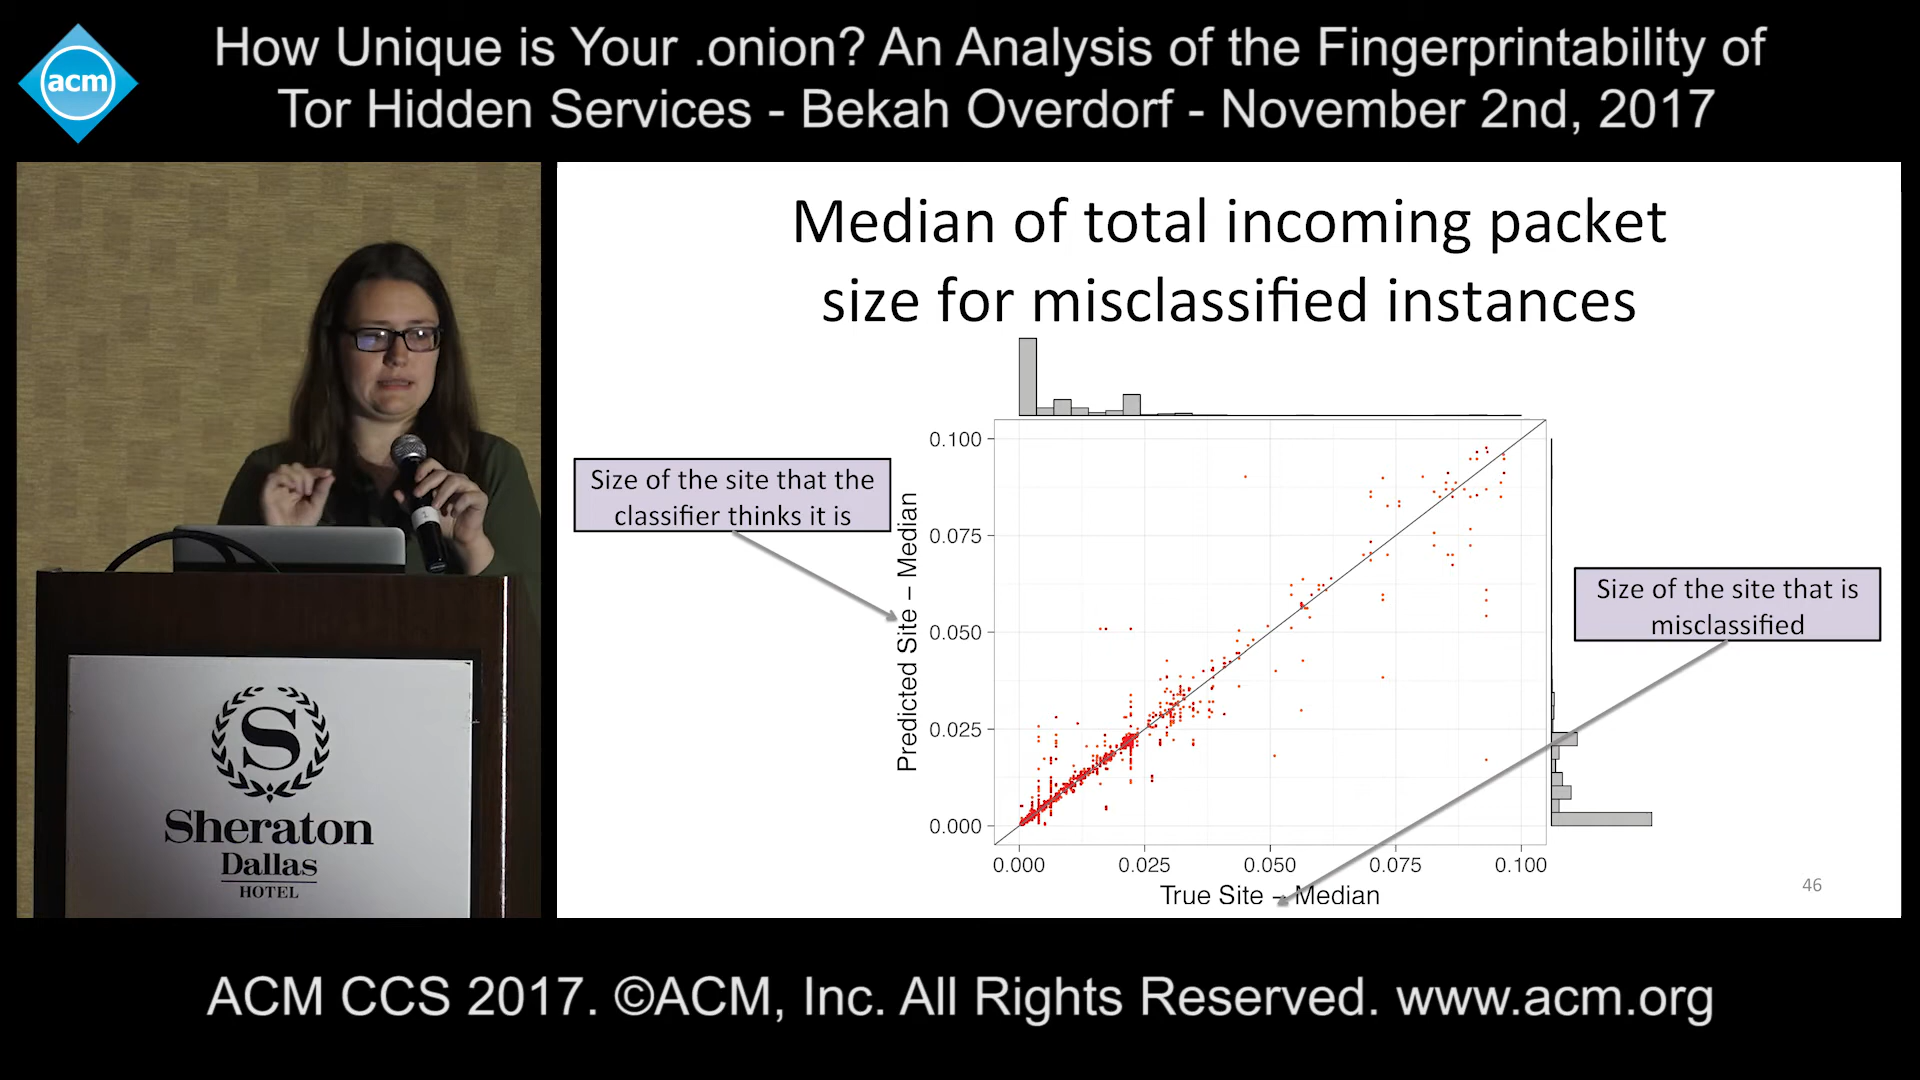 acm
How Unique is Your .onion? An Analysis of the Fingerprintability of
Tor Hidden Services - Bekah Overdorf - November 2nd, 2017
Median of total incoming packet
size for misclassified instances
Size of the site that the
classifier thinks it is
Size of the site that is
misclassified
Predicted Site – Median
0.100
0.075
0.050
0.025
0.000
0.000 0.025 0.050 0.075 0.100
True Site – Median
46
S
Sheraton
Dallas
HOTEL
ACM CCS 2017. ©ACM, Inc. All Rights Reserved. www.acm.org